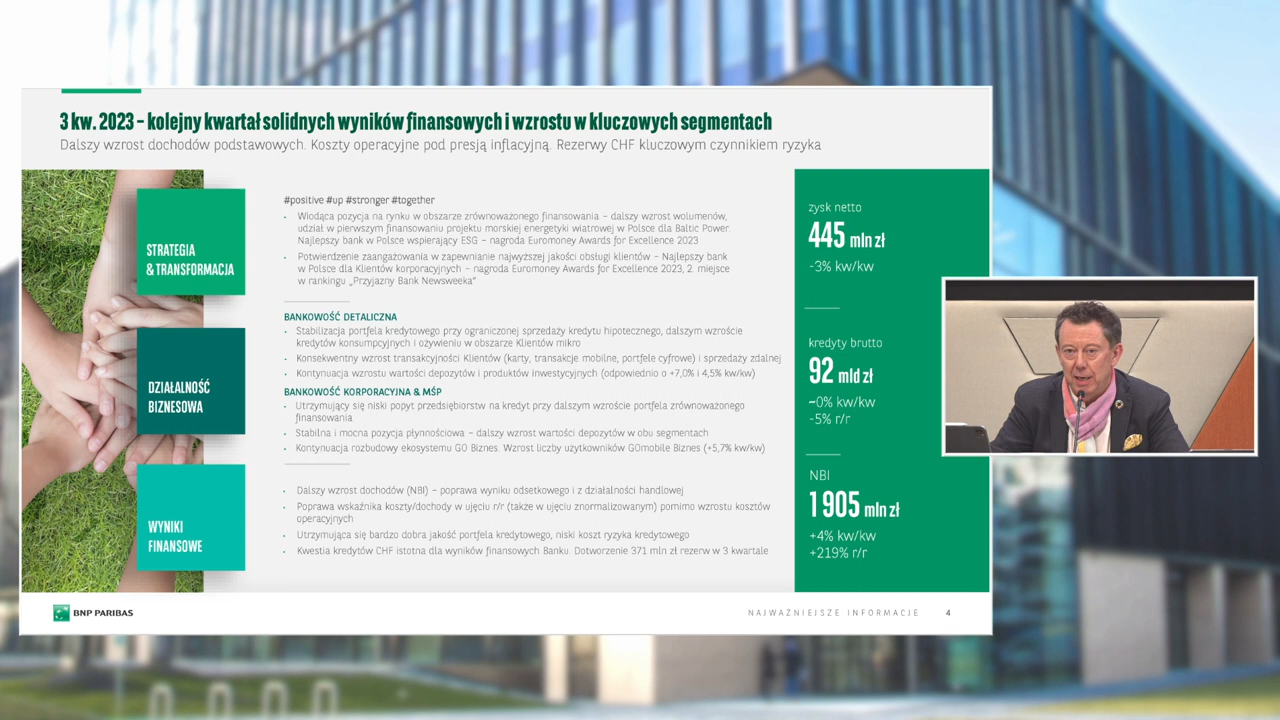 3 kw. 2023 – kolejny kwartał solidnych wyników finansowych i wzrostu w kluczowych segmentach
Dalszy wzrost dochodów podstawowych. Koszty operacyjne pod presją inflacyjną. Rezerwy CHF kluczowym czynnikiem ryzyka
STRATEGIA
& TRANSFORMACJA
#positive #up #stronger #together
• Wiodąca pozycja na rynku w obszarze zrównoważonego finansowania – dalszy wzrost wolumenów,
udział w pierwszym finansowaniu projektu morskiej energetyki wiatrowej w Polsce dla Baltic Power.
Najlepszy bank w Polsce wspierający ESG – nagroda Euromoney Awards for Excellence 2023
• Potwierdzenie zaangażowania w zapewnianie najwyższej jakości obsługi klientów – Najlepszy bank
w Polsce dla Klientów korporacyjnych – nagroda Euromoney Awards for Excellence 2023, 2. miejsce
w rankingu „Przyjazny Bank Newsweeka”
DZIAŁALNOŚĆ
BIZNESOWA
BANKOWOŚĆ DETALICZNA
• Stabilizacja portfela kredytowego przy ograniczonej sprzedaży kredytu hipotecznego, dalszym wzroście
kredytów konsumpcyjnych i ożywieniu w obszarze Klientów mikro
• Konsekwentny wzrost transakcyjności Klientów (karty, transakcje mobilne, portfele cyfrowe) i sprzedaży zdalnej
• Kontynuacja wzrostu wartości depozytów i produktów inwestycyjnych (odpowiednio o +7,0% i 4,5% kw/kw)
BANKOWOŚĆ KORPORACYJNA & MŚP
• Utrzymujący się niski popyt przedsiębiorstw na kredyt przy dalszym wzroście portfela zrównoważonego
finansowania.
• Stabilna i mocna pozycja płynnościowa – dalszy wzrost wartości depozytów w obu segmentach
• Kontynuacja rozbudowy ekosystemu GO Biznes. Wzrost liczby użytkowników GOmobile Biznes (+5,7% kw/kw)
WYNIKI
FINANSOWE
• Dalszy wzrost dochodów (NBI) – poprawa wyniku odsetkowego i z działalności handlowej
• Poprawa wskaźnika koszty/dochody w ujęciu r/r (także w ujęciu znormalizowanym) pomimo wzrostu kosztów
operacyjnych
• Utrzymująca się bardzo dobra jakość portfela kredytowego, niski koszt ryzyka kredytowego
• Kwestia kredytów CHF istotna dla wyników finansowych Banku. Dotworzenie 371 mln zł rezerw w 3 kwartale
zysk netto
445 mln zł
-3% kw/kw
kredyty brutto
92 mld zł
~0% kw/kw
-5% r/r
NBI
1 905 mln zł
+4% kw/kw
+219% r/r
BNP PARIBAS
NAJWAŻNIEJSZE INFORMACJE 4